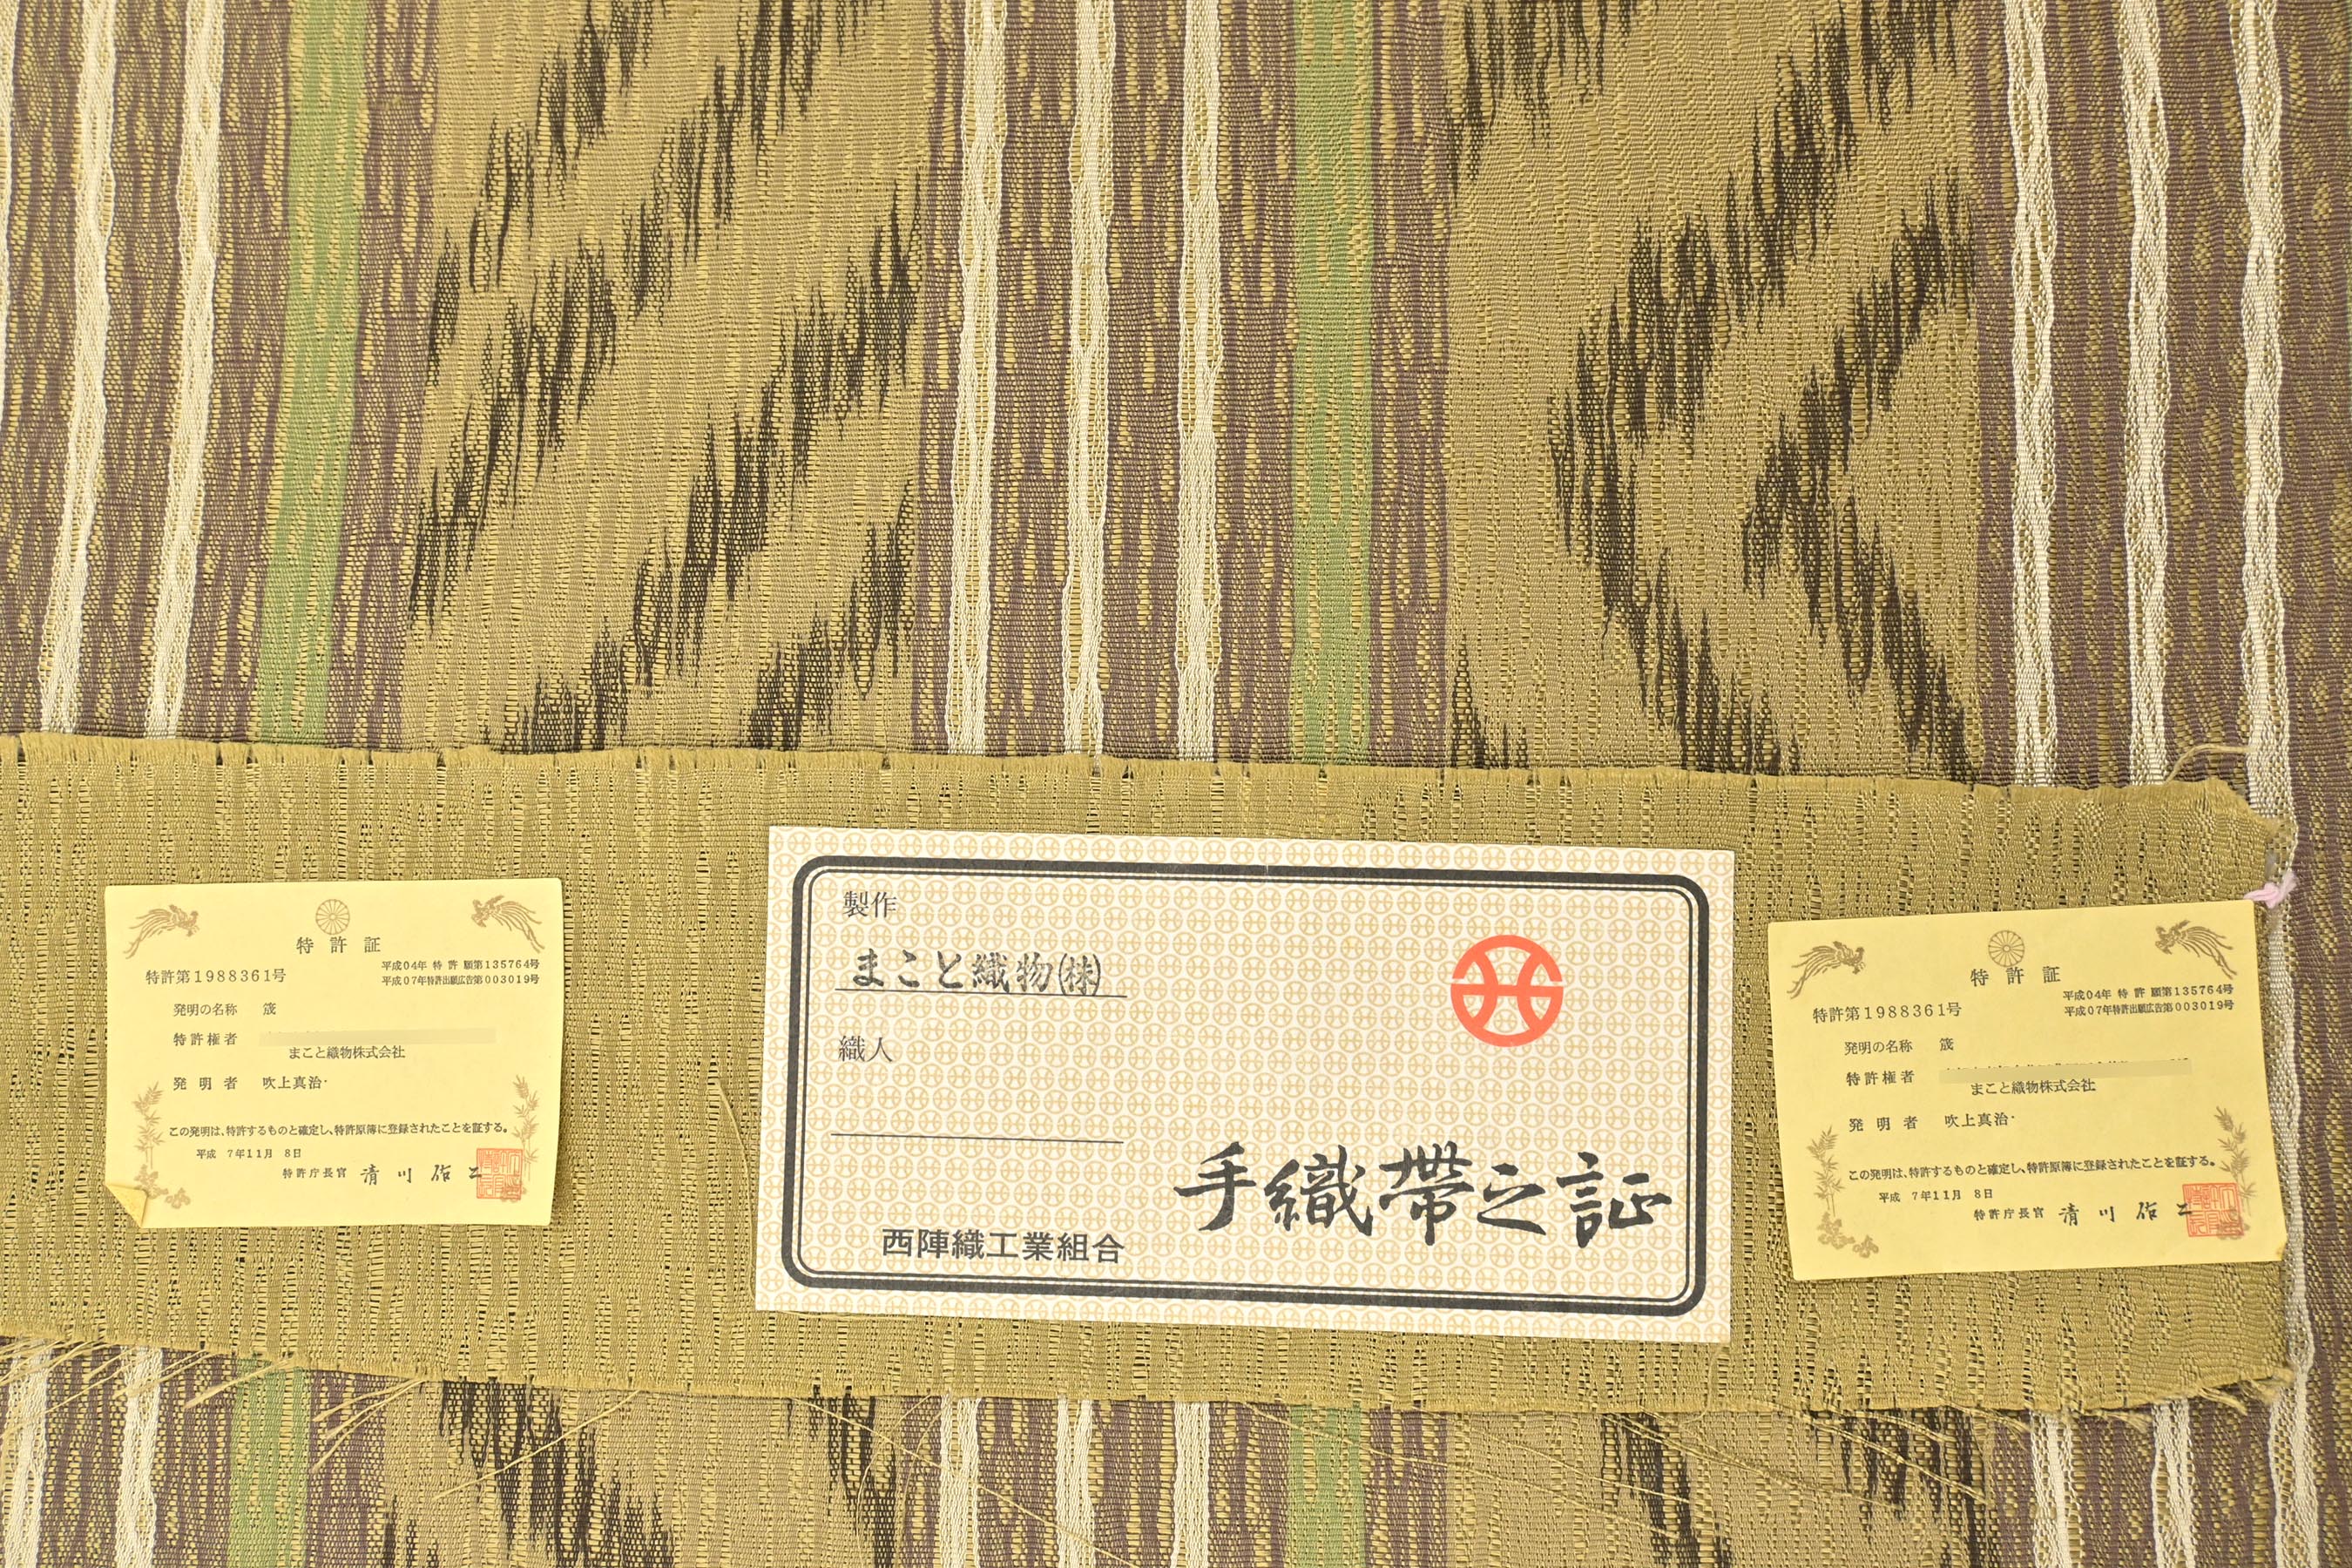 特許証
特許第1988361号
平成04年 特許 願第135764号
平成07年特許出願広告第003019号
発明の名称 筬
特許権者
まこと織物株式会社
発明者 吹上真治
この発明は、特許するものと確定し、特許原簿に登録されたことを証する。
平成 7年11月 8日
特許庁長官 清川佑二
製作
まこと織物(株)
織人
手織帶之証
西陣織工業組合
特許証
特許第1988361号
平成04年 特許 願第135764号
平成07年特許出願広告第003019号
発明の名称 筬
特許権者
まこと織物株式会社
発明者 吹上真治
この発明は、特許するものと確定し、特許原簿に登録されたことを証する。
平成 7年11月 8日
特許庁長官 清川佑二